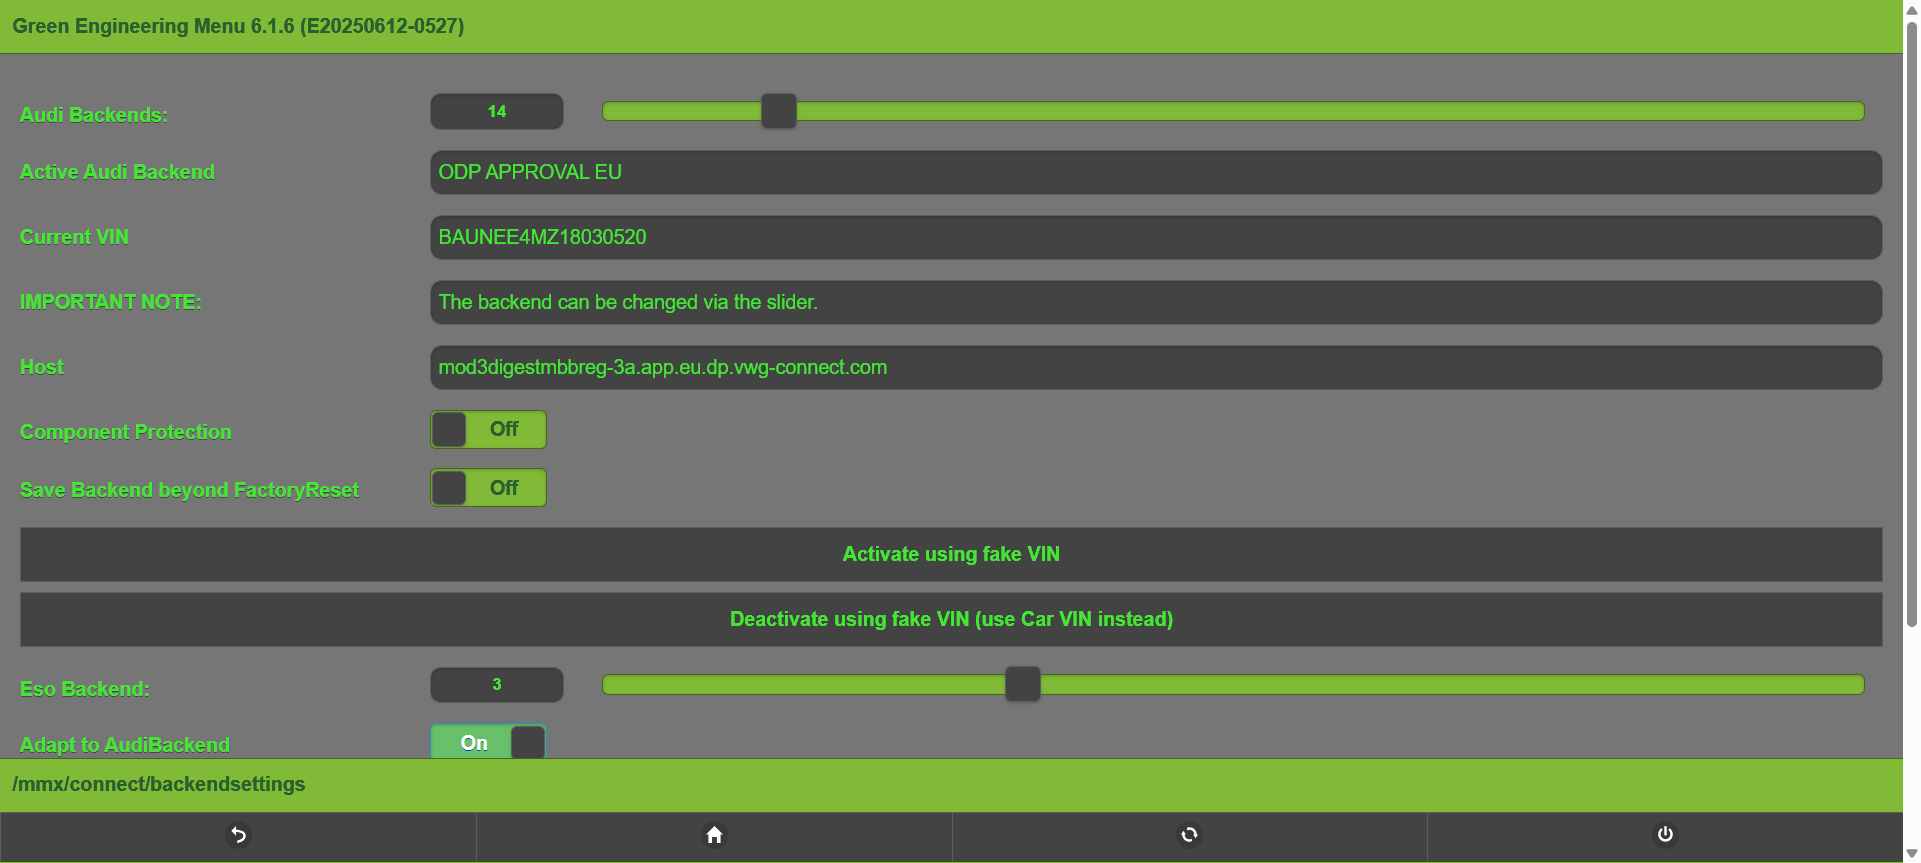 Green Engineering Menu 6.1.6 (E20250612-0527)
Audi Backends: 14
Active Audi Backend ODP APPROVAL EU
Current VIN BAUNEE4MZ18030520
IMPORTANT NOTE: The backend can be changed via the slider.
Host mod3digestmbbreg-3a.app.eu.dp.vwg-connect.com
Component Protection Off
Save Backend beyond FactoryReset Off
Activate using fake VIN
Deactivate using fake VIN (use Car VIN instead)
Eso Backend: 3
Adapt to AudiBackend On
/mmx/connect/backendsettings